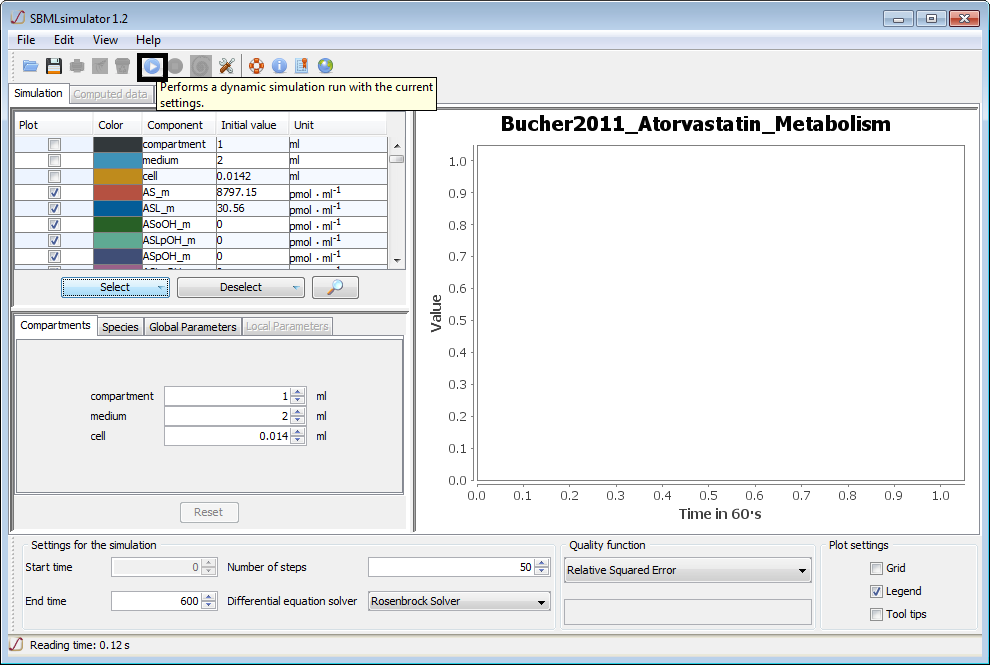 SBMLsimulator 1.2
File Edit View Help
Performs a dynamic simulation run with the current
settings.
Simulation Computed data
Plot Color Component Initial value Unit
compartment 1 ml
medium 2 ml
cell 0.0142 ml
AS_m 8797.15 pmol · ml⁻¹
ASL_m 30.56 pmol · ml⁻¹
ASoOH_m 0 pmol · ml⁻¹
ASLpOH_m 0 pmol · ml⁻¹
ASpOH_m 0 pmol · ml⁻¹
Select Deselect
Compartments Species Global Parameters Local Parameters
compartment 1 ml
medium 2 ml
cell 0.014 ml
Reset
Bucher2011_Atorvastatin_Metabolism
1.0
0.9
0.8
0.7
0.6
0.5
0.4
0.3
0.2
0.1
0.0
Value
0.0 0.1 0.2 0.3 0.4 0.5 0.6 0.7 0.8 0.9 1.0
Time in 60's
Settings for the simulation
Start time 0 Number of steps 50
End time 600 Differential equation solver Rosenbrock Solver
Quality function
Relative Squared Error
Plot settings
Grid
Legend
Tool tips
Reading time: 0.12 s